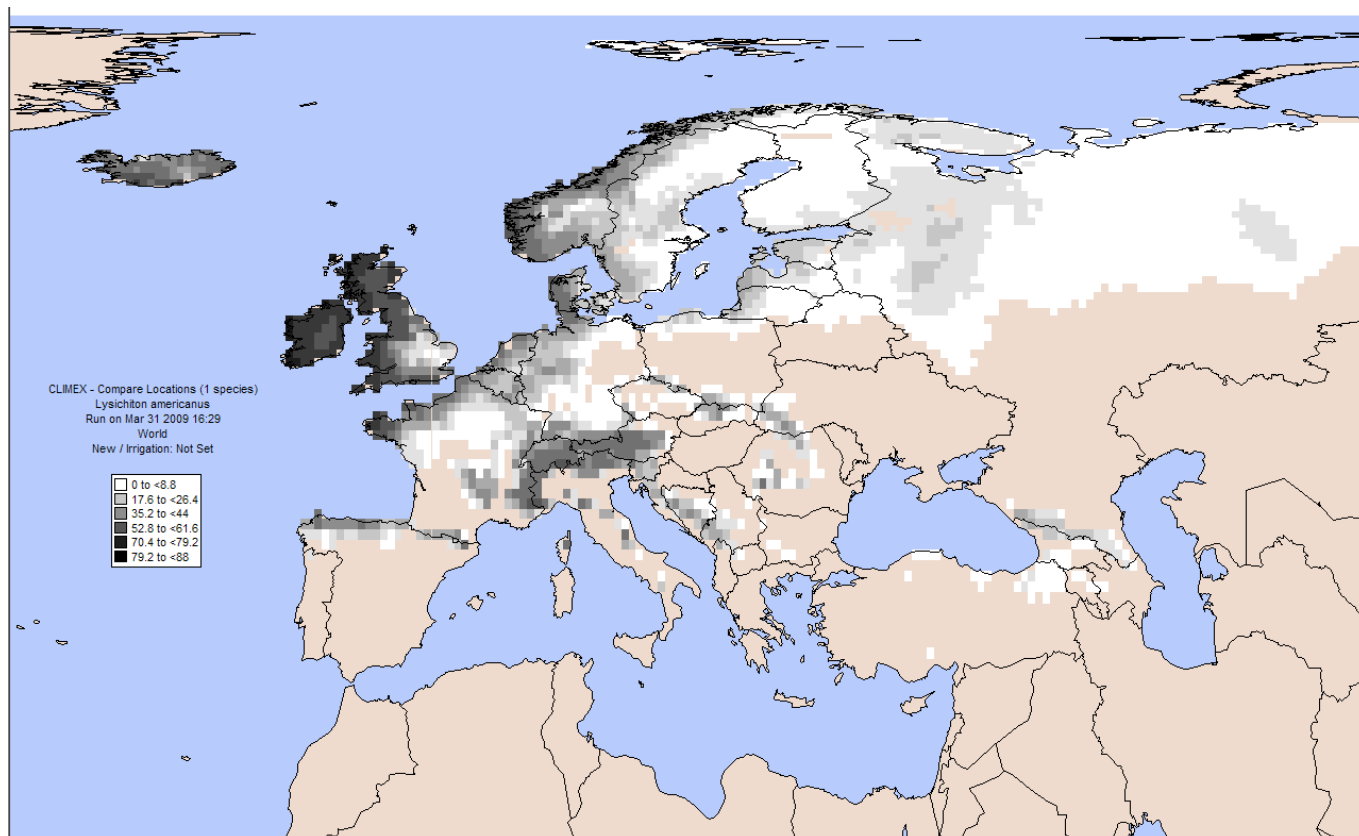 CLIMEX - Compare Locations (1 species)
Lysichiton americanus
Run on Mar 31 2009 16:29
World
New / Irrigation: Not Set
0 to <8.8
17.6 to <26.4
35.2 to <44
52.8 to <61.6
70.4 to <79.2
79.2 to <88